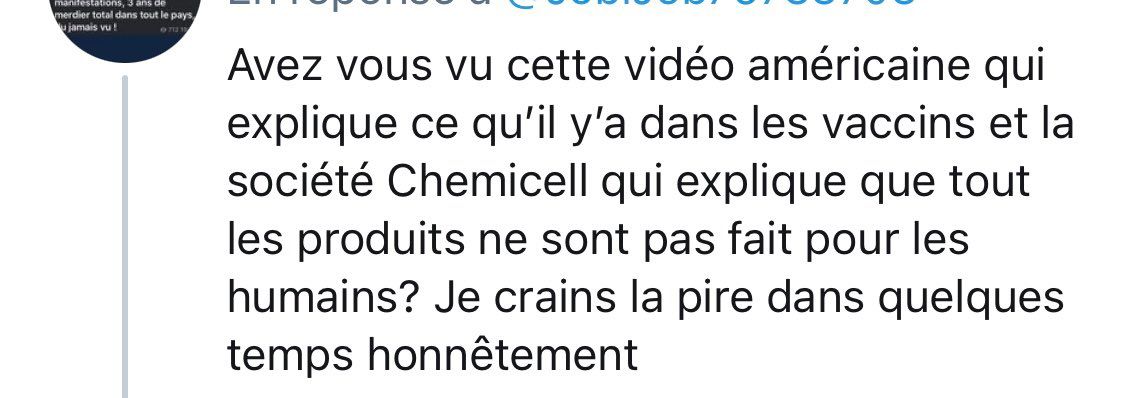 manifestations, 3 ans de
merdier total dans tout le pays,
u jamais vu !
En réponse à
Avez vous vu cette vidéo américaine qui
explique ce qu’il y’a dans les vaccins et la
société Chemicell qui explique que tout
les produits ne sont pas fait pour les
humains? Je crains la pire dans quelques
temps honnêtement